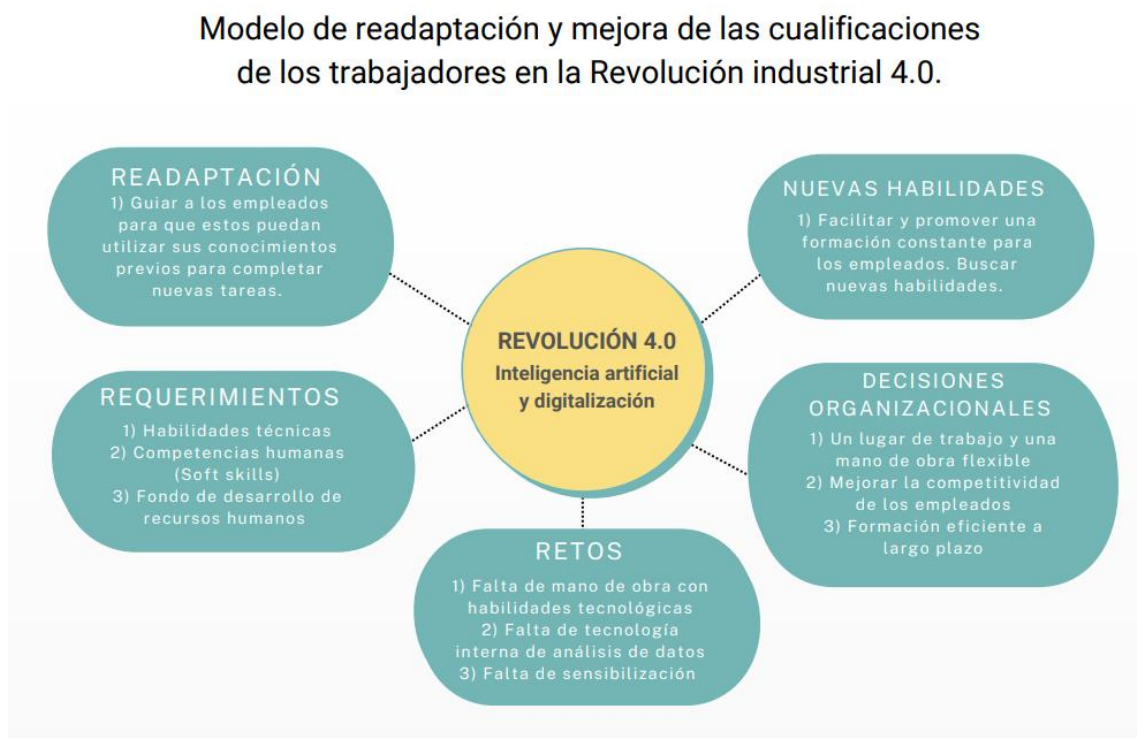 Modelo de readaptación y mejora de las cualificaciones
de los trabajadores en la Revolución industrial 4.0.
READAPTACIÓN
1) Guiar a los empleados
para que estos puedan
utilizar sus conocimientos
previos para completar
nuevas tareas.
NUEVAS HABILIDADES
1) Facilitar y promover una
formación constante para
los empleados. Buscar
nuevas habilidades.
REVOLUCIÓN 4.0
Inteligencia artificial
y digitalización
REQUERIMIENTOS
1) Habilidades técnicas
2) Competencias humanas
(Soft skills)
3) Fondo de desarrollo de
recursos humanos
DECISIONES
ORGANIZACIONALES
1) Un lugar de trabajo y una
mano de obra flexible
2) Mejorar la competitividad
de los empleados
3) Formación eficiente a
largo plazo
RETOS
1) Falta de mano de obra con
habilidades tecnológicas
2) Falta de tecnología
interna de análisis de datos
3) Falta de sensibilización